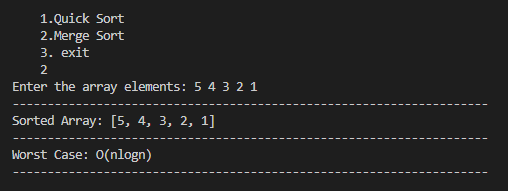 1.Quick Sort
2.Merge Sort
3. exit
2
Enter the array elements: 5 4 3 2 1
--------------------------------------------------------------------
Sorted Array: [5, 4, 3, 2, 1]
--------------------------------------------------------------------
Worst Case: O(nlogn)
--------------------------------------------------------------------